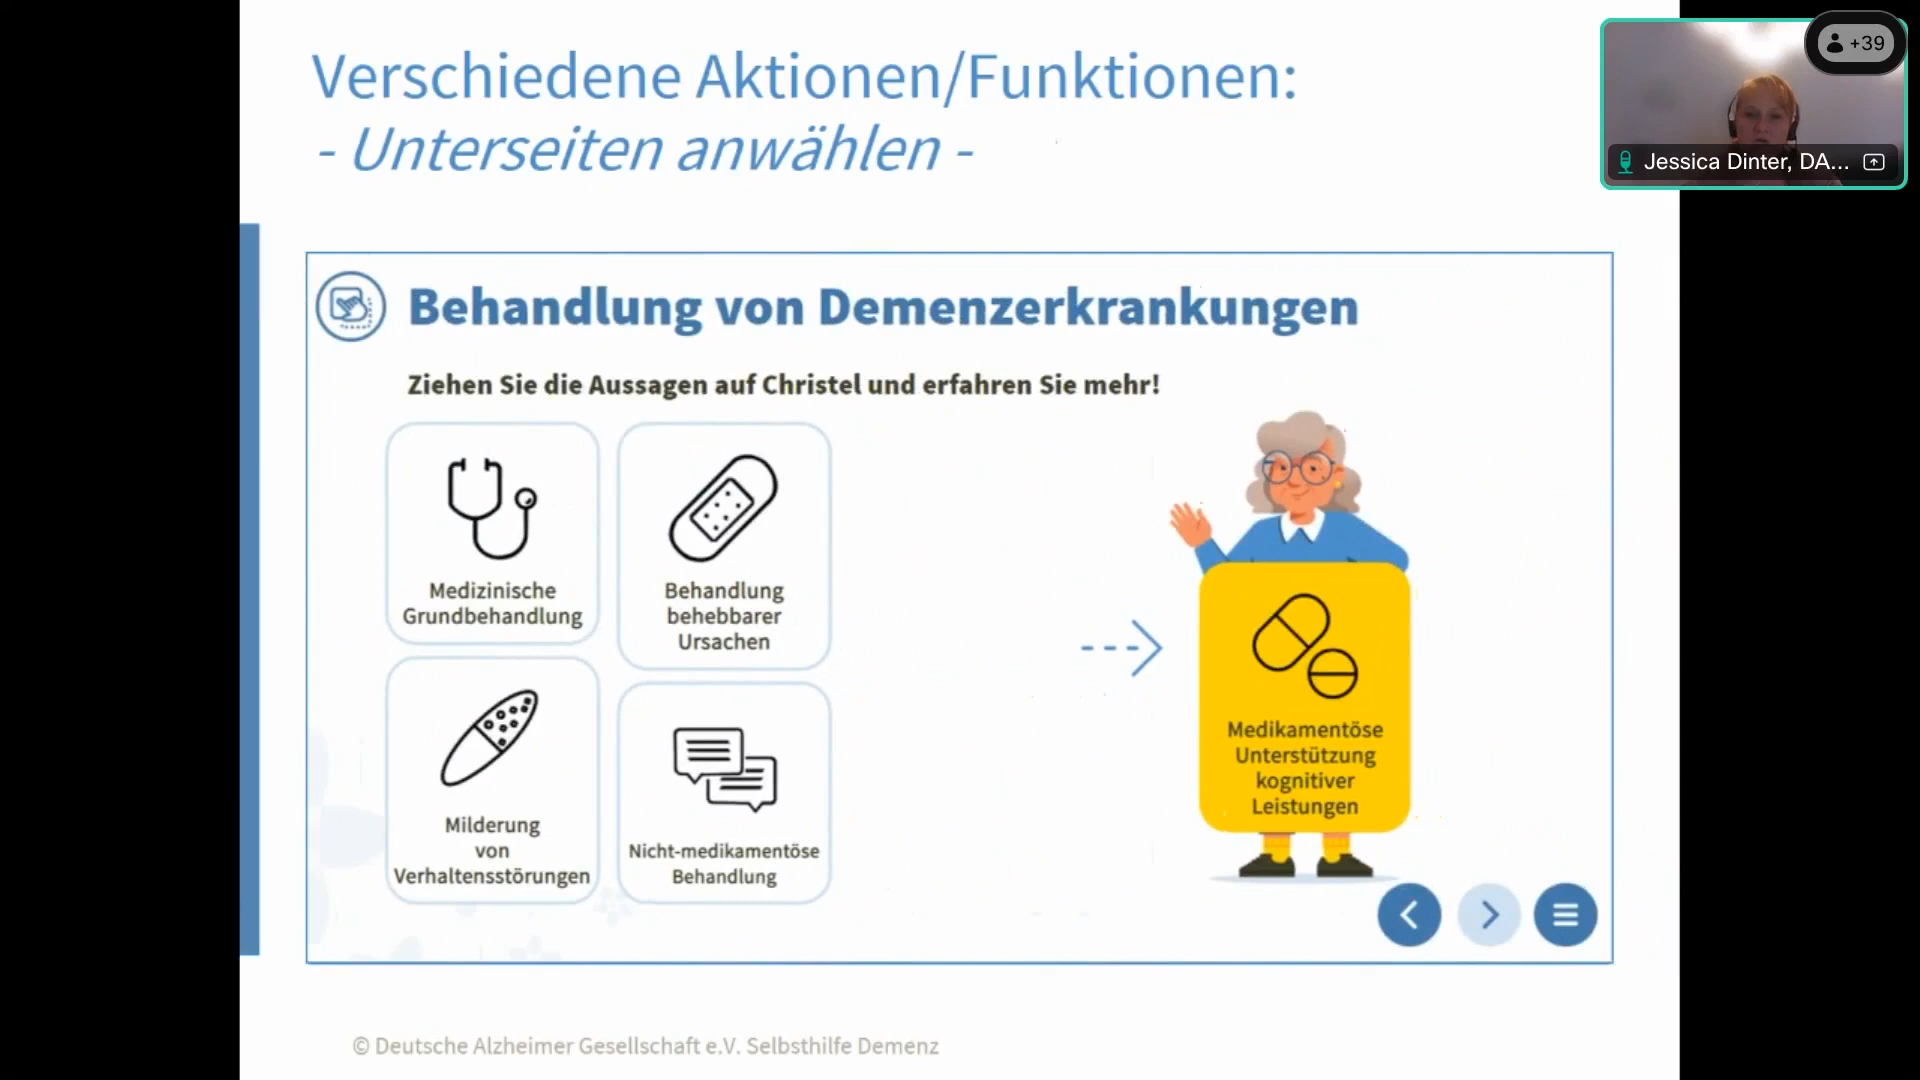 Verschiedene Aktionen/Funktionen:
- Unterseiten anwählen -
+39
Jessica Dinter, DA...
Behandlung von Demenzerkrankungen
Ziehen Sie die Aussagen auf Christel und erfahren Sie mehr!
Medizinische
Grundbehandlung
Behandlung
behebbarer
Ursachen
Milderung
von
Verhaltensstörungen
Nicht-medikamentöse
Behandlung
Medikamentöse
Unterstützung
kognitiver
Leistungen
© Deutsche Alzheimer Gesellschaft e.V. Selbsthilfe Demenz